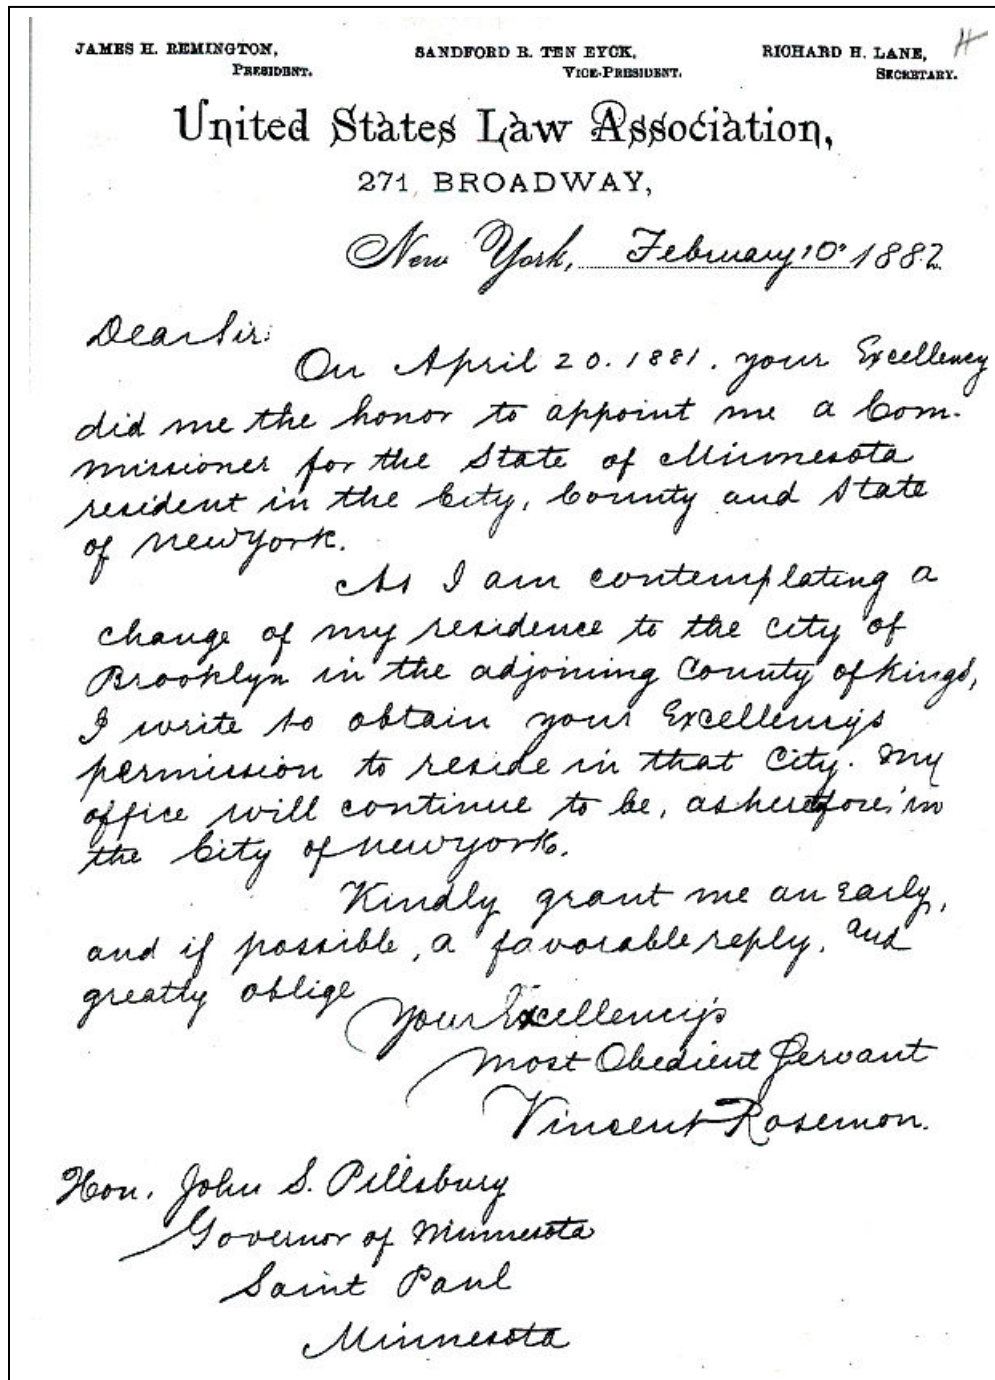 JAMES H. REMINGTON, SANDFORD R. TEN EYCK, RICHARD H. LANE,
PRESIDENT. VICE-PRESIDENT. SECRETARY.
United States Law Association,
271 BROADWAY,
New York, February 10. 1882
Dear Sir:
On April 20. 1881. your Excellency
did me the honor to appoint me a Com-
missioner for the State of Minnesota
resident in the City, County and State
of New York.
As I am contemplating a
change of my residence to the city of
Brooklyn in the adjoining County of Kings,
I write to obtain your Excellency's
permission to reside in that City. My
office will continue to be, as heretofore, in
the City of New York.
Kindly grant me an early,
and if possible, a favorable reply, and
greatly oblige
Your Excellency's
Most Obedient Servant
Vincent Rosemon.
Hon. John S. Pillsbury
Governor of Minnesota
Saint Paul
Minnesota